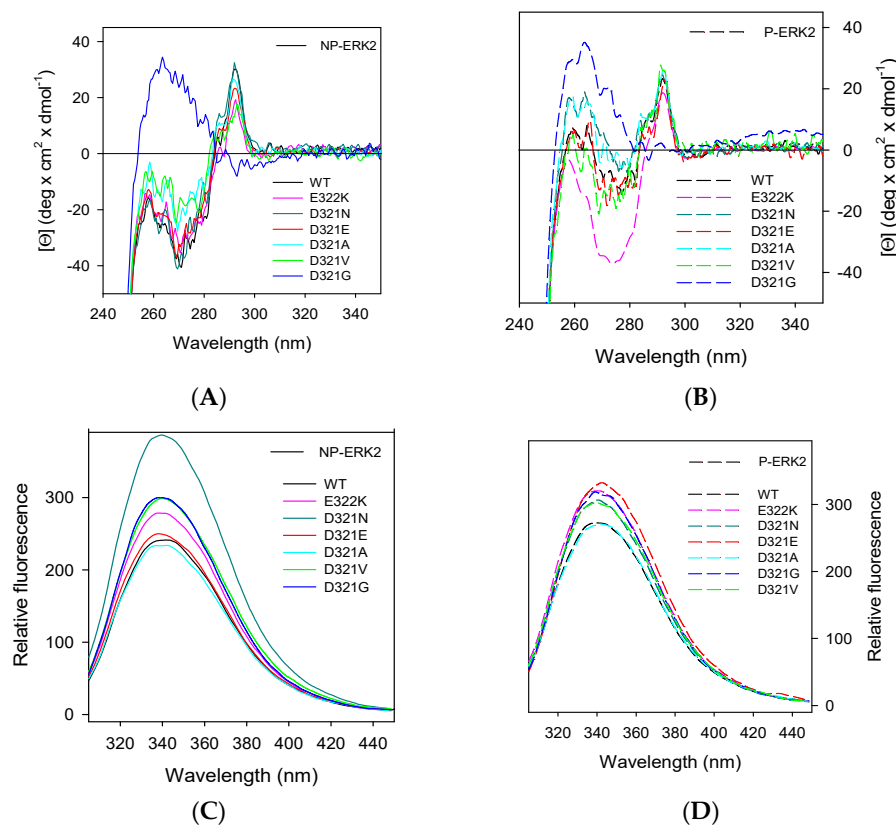 [Θ] (deg x cm² x dmol⁻¹)
40
20
0
-20
-40
NP-ERK2
WT
E322K
D321N
D321E
D321A
D321V
D321G
240 260 280 300 320 340
Wavelength (nm)
(A)
P-ERK2
WT
E322K
D321N
D321E
D321A
D321V
D321G
40
20
0
-20
-40
[Θ] (deg x cm² x dmol⁻¹)
240 260 280 300 320 340
Wavelength (nm)
(B)
Relative fluorescence
300
200
100
0
NP-ERK2
WT
E322K
D321N
D321E
D321A
D321V
D321G
320 340 360 380 400 420 440
Wavelength (nm)
(C)
P-ERK2
WT
E322K
D321N
D321E
D321A
D321G
D321V
300
200
100
0
Relative fluorescence
320 340 360 380 400 420 440
Wavelength (nm)
(D)